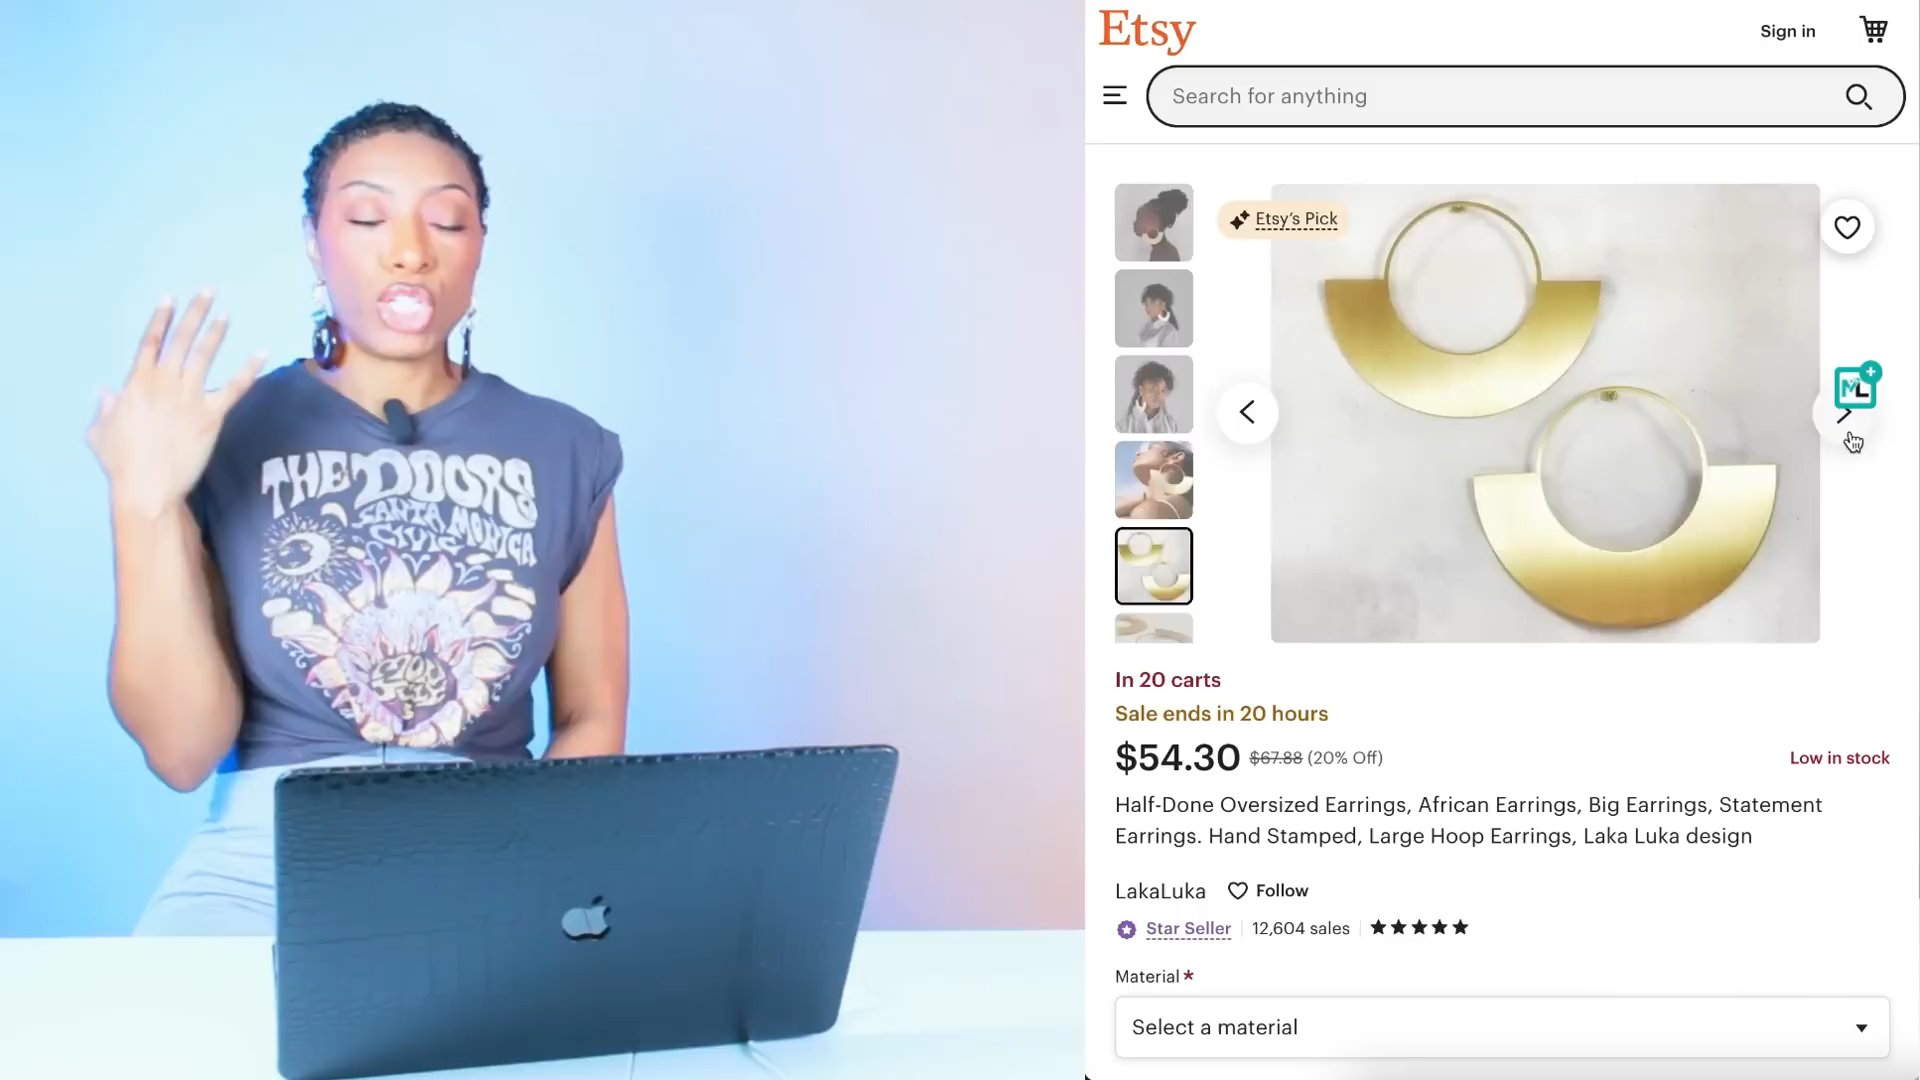 THE DOORS
SANTA MONICA
CIVIC
Etsy
Sign in
Search for anything
Etsy's Pick
ML
In 20 carts
Sale ends in 20 hours
$54.30 $67.88 (20% Off)
Low in stock
Half-Done Oversized Earrings, African Earrings, Big Earrings, Statement
Earrings. Hand Stamped, Large Hoop Earrings, Laka Luka design
LakaLuka Follow
Star Seller 12,604 sales
Material *
Select a material